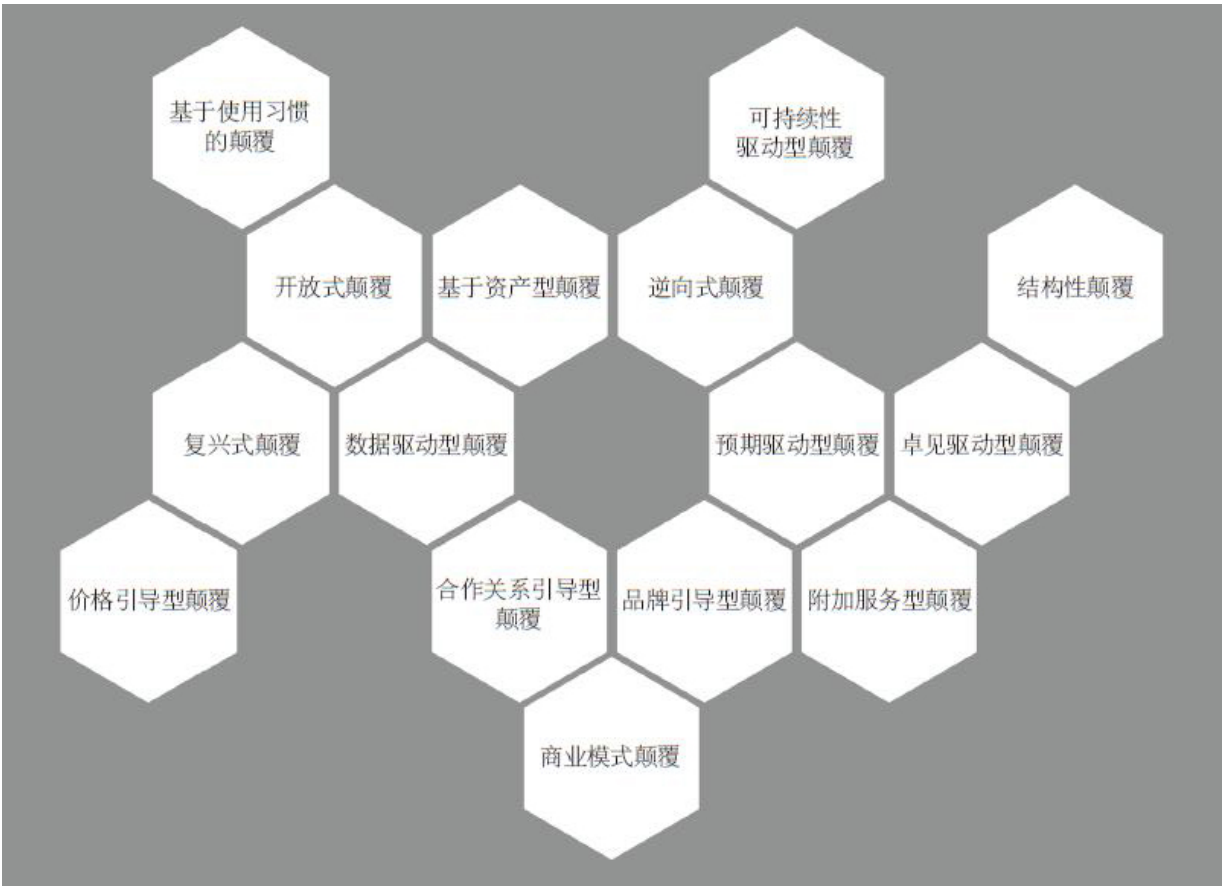 基于使用习惯
的颠覆
可持续性
驱动型颠覆
开放式颠覆
基于资产型颠覆
逆向式颠覆
结构性颠覆
复兴式颠覆
数据驱动型颠覆
预期驱动型颠覆
卓见驱动型颠覆
价格引导型颠覆
合作关系引导型
颠覆
品牌引导型颠覆
附加服务型颠覆
商业模式颠覆